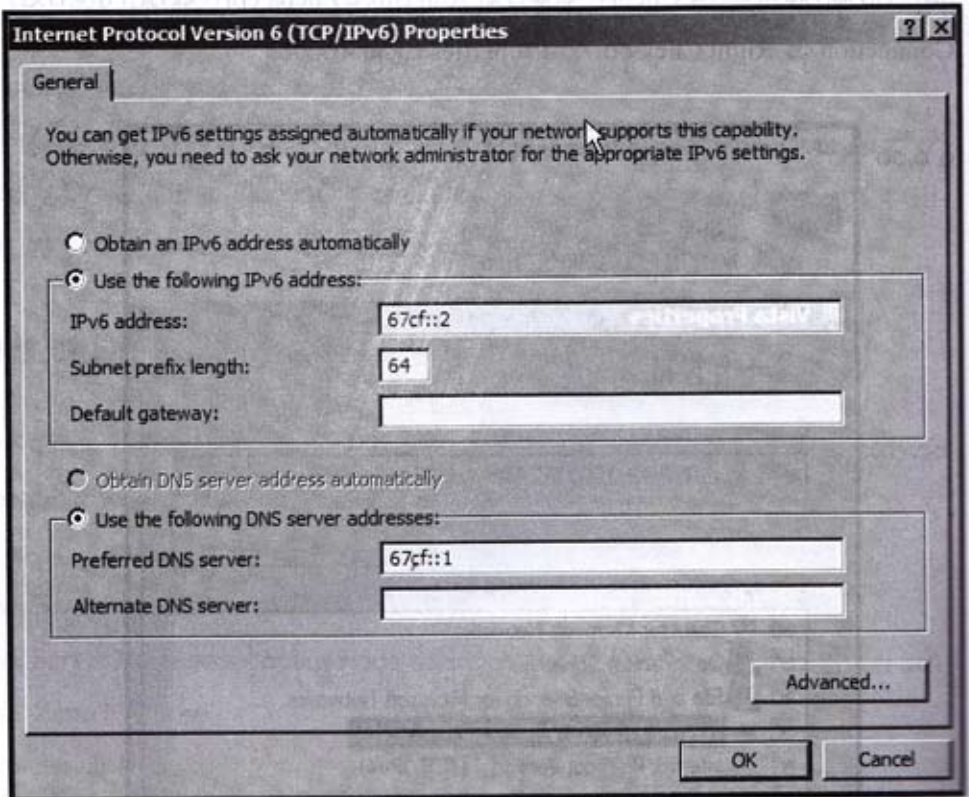 Internet Protocol Version 6 (TCP/IPv6) Properties
General
You can get IPv6 settings assigned automatically if your network supports this capability.
Otherwise, you need to ask your network administrator for the appropriate IPv6 settings.
Obtain an IPv6 address automatically
Use the following IPv6 address:
IPv6 address:
67cf::2
Subnet prefix length:
64
Default gateway:
Obtain DNS server address automatically
Use the following DNS server addresses:
Preferred DNS server:
67cf::1
Alternate DNS server:
Advanced...
OK
Cancel